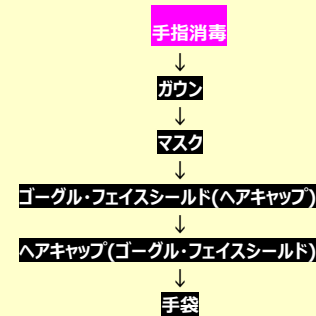 手指消毒
↓
ガウン
↓
マスク
↓
ゴーグル・フェイスシールド(ヘアキャップ)
↓
ヘアキャップ(ゴーグル・フェイスシールド)
↓
手袋